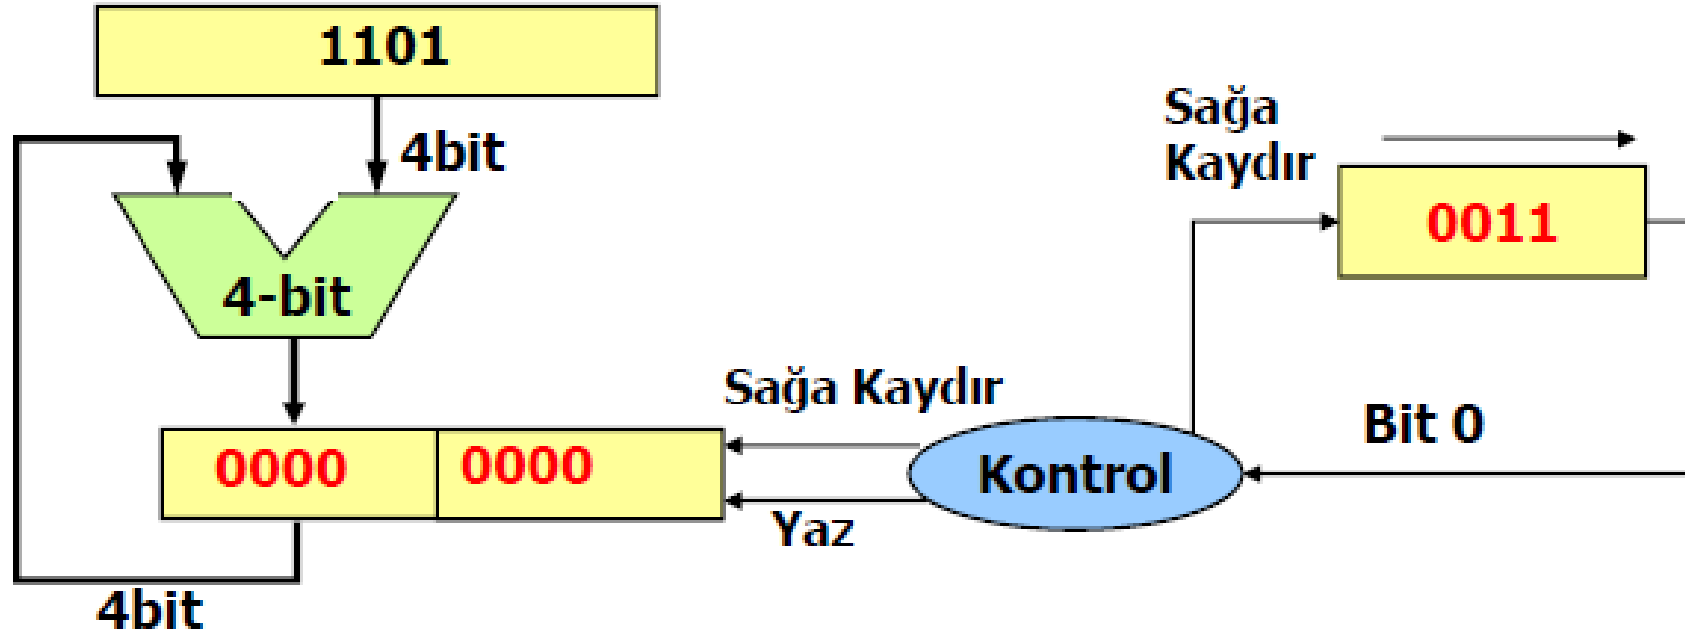 1101
4bit
4-bit
Sağa
Kaydır
0011
Sağa Kaydır
Bit 0
0000 0000
Kontrol
Yaz
4bit